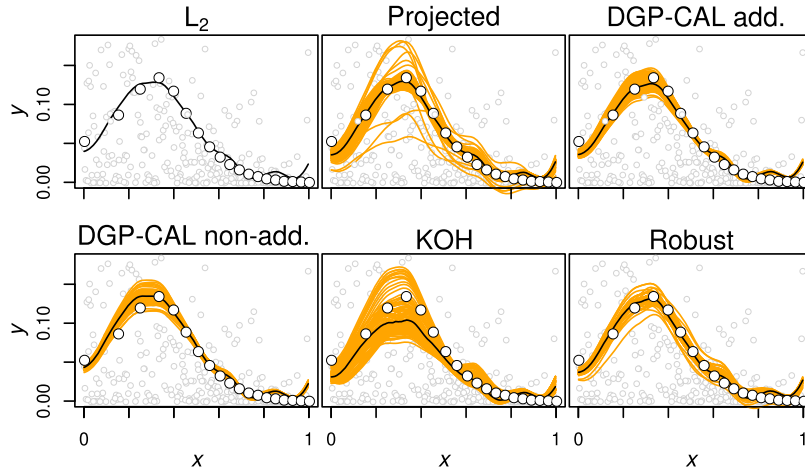 L₂
Projected
DGP-CAL add.
y
0.10
0.00
DGP-CAL non-add.
KOH
Robust
y
0.10
0.00
0
1
0
1
0
1
x
x
x